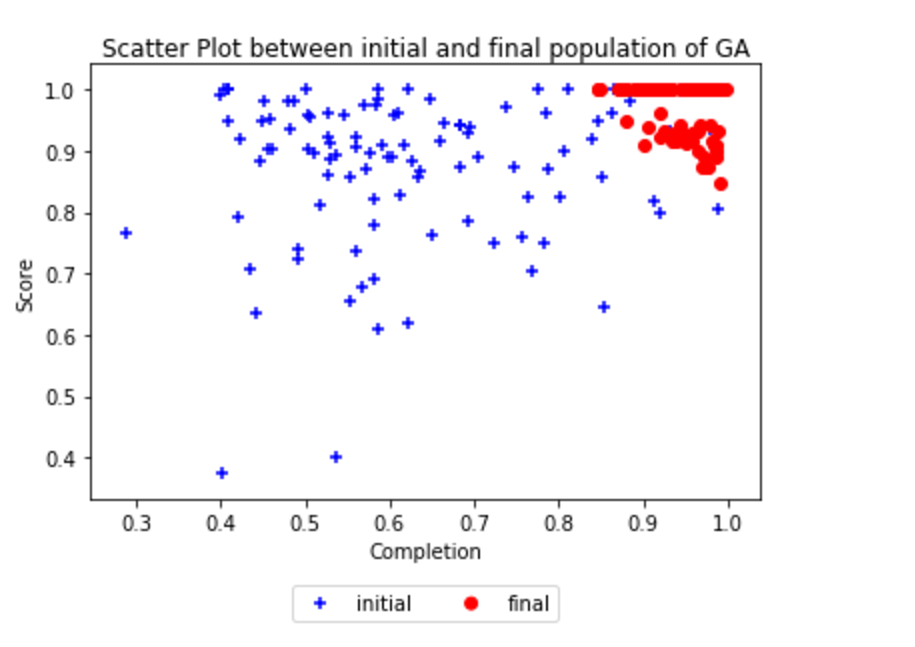 Scatter Plot between initial and final population of GA
1.0
0.9
0.8
0.7
0.6
0.5
0.4
Score
0.3 0.4 0.5 0.6 0.7 0.8 0.9 1.0
Completion
initial final